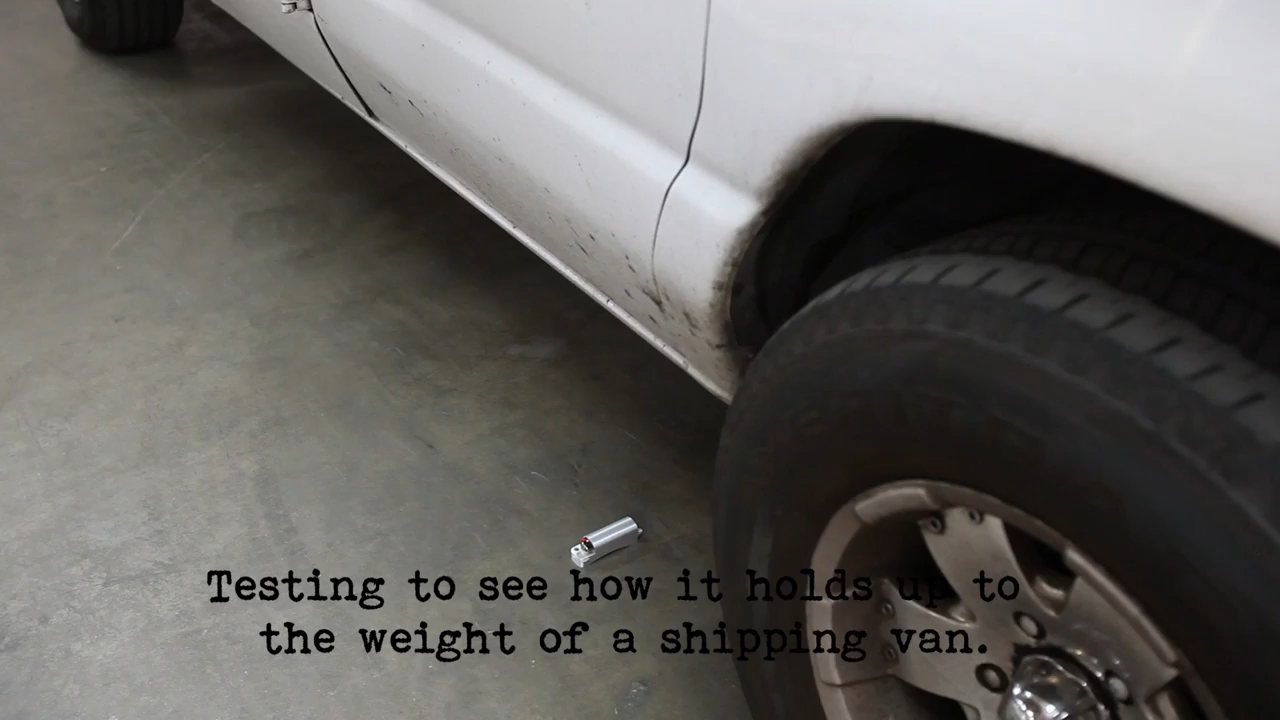 Testing to see how it holds up to
the weight of a shipping van.